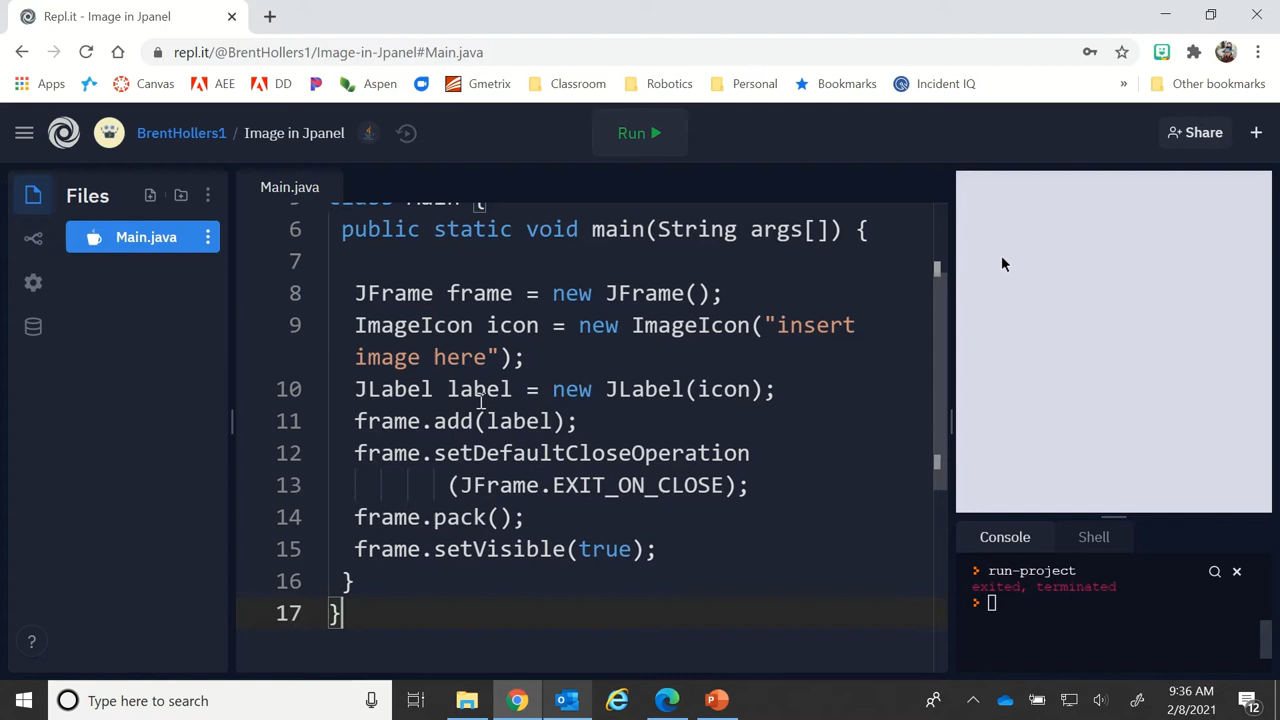 Repl.it - Image in Jpanel
repl.it/@BrentHollers1/Image-in-Jpanel#Main.java
Apps Canvas AEE DD Aspen Gmetrix Classroom Robotics Personal Bookmarks Incident IQ » Other bookmarks
BrentHollers1 / Image in Jpanel Run Share
Files
Main.java
Main.java
5 class Main {
6 public static void main(String args[]) {
7
8 JFrame frame = new JFrame();
9 ImageIcon icon = new ImageIcon("insert
image here");
10 JLabel label = new JLabel(icon);
11 frame.add(label);
12 frame.setDefaultCloseOperation
13 (JFrame.EXIT_ON_CLOSE);
14 frame.pack();
15 frame.setVisible(true);
16 }
17 }
Console Shell
> run-project
exited, terminated
>
?
Type here to search
9:36 AM
2/8/2021
12